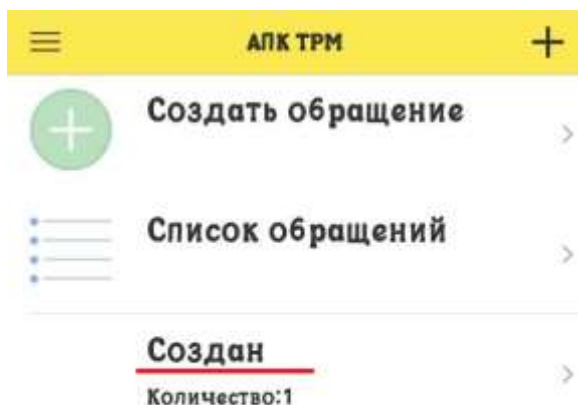 АПК ТРМ
Создать обращение
Список обращений
Создан
Количество:1